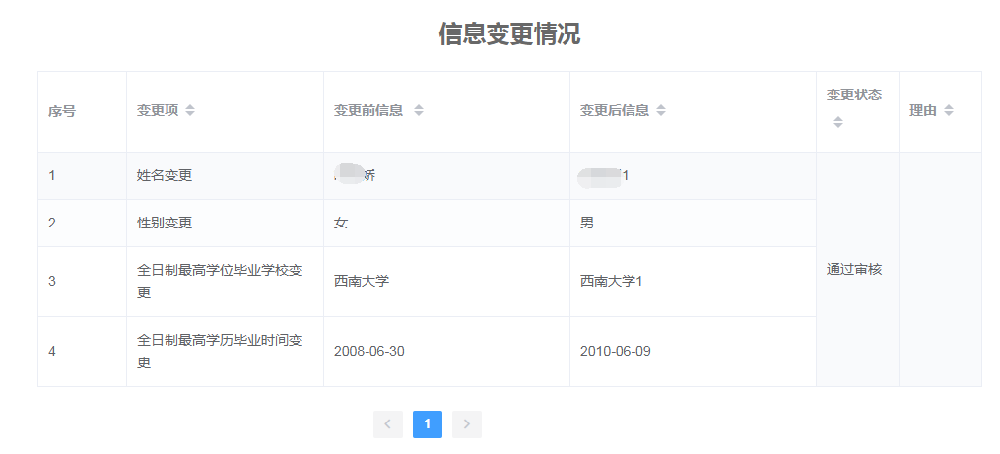 信息变更情况
序号 变更项 变更前信息 变更后信息 变更状态 理由
1 姓名变更 娇 1
2 性别变更 女 男
3 全日制最高学位毕业学校变
更 西南大学 西南大学1
通过审核
4 全日制最高学历毕业时间变
更 2008-06-30 2010-06-09
1